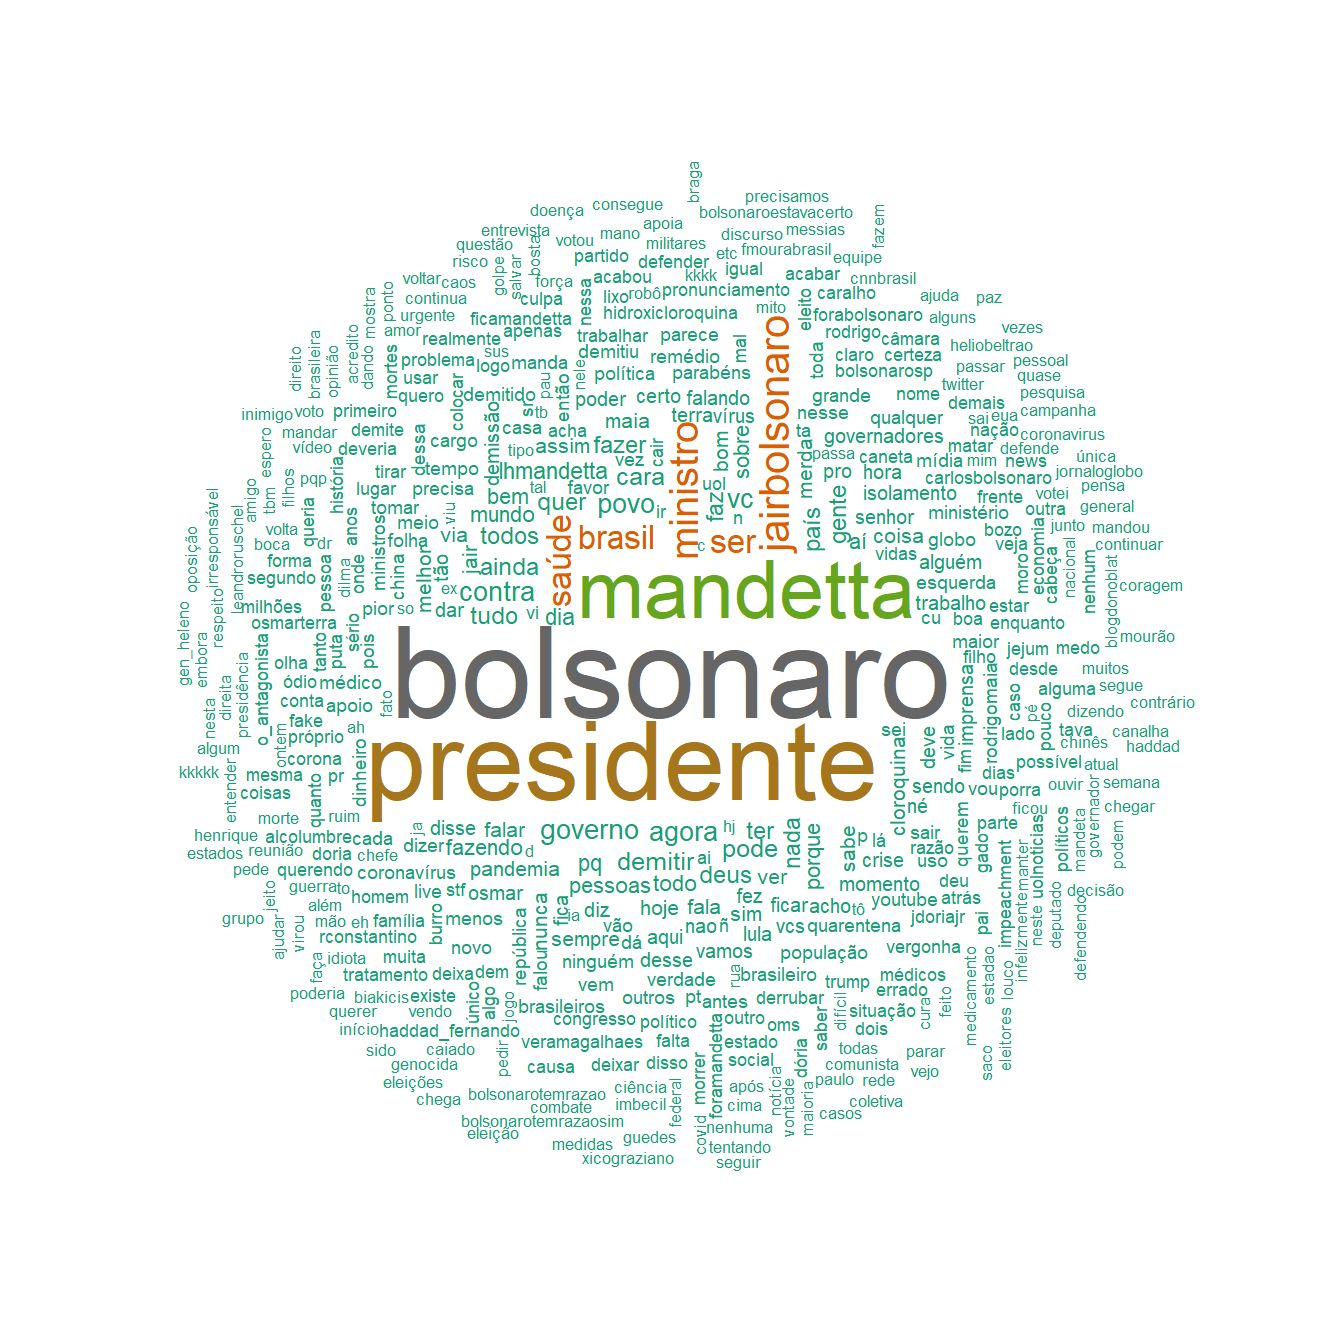 braga
precisamos
consegue
doença
bolsonaroestavacerto
apoia
messias
entrevista
mano
discurso
fazem
votou
militares
fmourabrasil
questão
bosta
partido
etc
equipe
risco
golpe
salvar
defender
igual
acabar
cnnbrasil
voltar
caos
força
acabou
kkkk
pronunciamento
caralho
ajuda
paz
continua
culpa
nessa
lixo
robô
mito
eleito
mostra
ponto
urgente
ficamandetta
hidroxicloroquina
forabolsonaro
alguns
amor
realmente
apenas
trabalhar
parece
rodrigo
câmara
vezes
direito
brasileira
opinião
acredito
dando
mortes
problema
sus
logo
manda
demitiu
remédio
mal
toda
claro
certeza
heliobeltrao
usar
pau
nele
política
parabéns
bolsonarosp
passar
pessoal
quase
quero
colocar
demitido
sr
então
poder
certo
falando
grande
nome
twitter
pesquisa
inimigo
voto
primeiro
tb
maia
terra
vírus
nesse
qualquer
demais
campanha
mandar
demite
dessa
cargo
demissão
casa
acha
cair
jairbolsonaro
ministro
ta
sai
eua
nação
coronavirus
vídeo
deveria
tipo
assim
fazer
bom
sobre
merda
governadores
matar
defende
espero
história
tirar
tempo
lhmandetta
vez
cara
uol
passa
caneta
mídia
mim
news
única
pqp
lugar
precisa
tal
favor
pro
hora
carlosbolsonaro
jornaloglobo
pensa
tbm
filhos
amigo
queria
anos
tomar
bem
quer
povo
ir
faz
vc
n
gente
país
isolamento
frente
votei
general
irresponsável
leandroruschel
volta
dr
ministros
meio
viu
mundo
senhor
ministério
outra
oposição
boca
folha
via
todos
saúde
brasil
c
ser
aí
coisa
globo
bozo
junto
mandou
forma
onde
china
melhor
tão
jair
ainda
vidas
alguém
veja
moro
economia
cabeça
nacional
continuar
segundo
pessoa
dilma
ex
contra
mandetta
esquerda
nenhum
coragem
milhões
pior
so
dar
tudo
vi
dia
trabalho
estar
gen_heleno
respeito
osmarterra
sério
cu
boa
enquanto
blogdonoblat
embora
tanto
puta
pois
bolsonaro
maior
jejum
medo
mourão
olha
filho
desde
muitos
nesta
direita
presidência
o_antagonista
ódio
médico
imprensa
rodrigomaia
caso
alguma
segue
conta
apoio
fato
fim
pé
pouco
dizendo
contrário
fake
ah
presidente
sei
deve
vida
lado
tava
canalha
algum
ontem
próprio
chinês
haddad
corona
dinheiro
cloroquina
possível
atual
kkkkk
mesma
pr
dias
entender
coisas
quanto
sendo
vou
porra
ouvir
semana
morte
ruim
né
ficou
governador
chegar
henrique
alcolumbre
cada
ja
disse
falar
governo
agora
hj
ter
nada
porque
sabe
p
lá
sair
querem
parte
uolnoticias
políticos
mandeta
podem
estados
reunião
doria
chefe
dizer
fazendo
d
pq
demitir
ai
pode
crise
razão
uso
gado
impeachment
manter
pede
querendo
coronavírus
pandemia
deus
ver
momento
deu
decisão
jeito
guerra
to
homem
live
stf
osmar
pessoas
todo
fez
youtube
atrás
pai
infelizmente
neste
deputado
defendendo
grupo
além
mão
eh
família
burro
menos
nunca
fica
ia
diz
hoje
fala
sim
ficar
acho
tô
jdoriajr
ajudar
virou
rconstantino
república
falou
vão
nao
ñ
lula
vcs
quarentena
faça
idiota
muita
novo
sempre
dá
aqui
vamos
população
vergonha
tratamento
deixa
dem
ninguém
desse
rua
brasileiro
trump
médicos
medicamento
estadao
louco
poderia
biakicis
existe
único
algo
jogo
vem
verdade
errado
querer
vendo
brasileiros
outros
pt
antes
derrubar
difícil
situação
cura
feito
eleitores
início
haddad_fernando
congresso
político
outro
oms
saber
dois
sido
caiado
pedir
veramagalhaes
falta
foramandetta
estado
dória
todas
parar
saco
genocida
causa
deixar
disso
morrer
social
comunista
vejo
eleições
bolsonarotemrazao
ciência
federal
após
notícia
vontade
maioria
paulo
rede
chega
combate
imbecil
cima
casos
coletiva
bolsonarotemrazaosim
covid
nenhuma
eleição
medidas
guedes
tentando
xicograziano
seguir